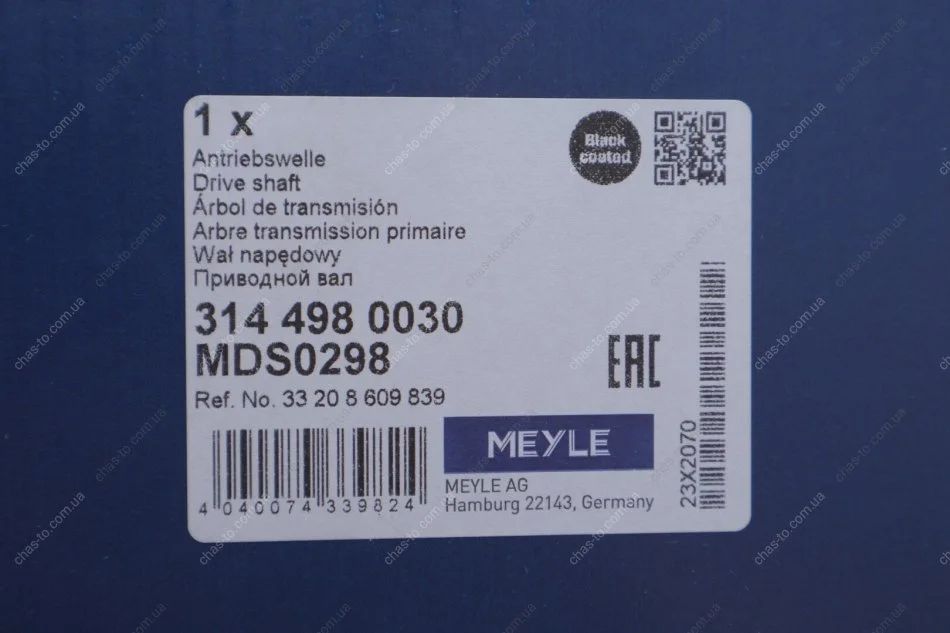 1 x
Black
coated
Antriebswelle
Drive shaft
Árbol de transmisión
Arbre transmission primaire
Wał napędowy
Приводной вал
314 498 0030
MDS0298
EAC
Ref. No. 33 20 8 609 839
4 040074 339824
MEYLE
MEYLE AG
Hamburg 22143, Germany
23X2070
chas-to.com.ua